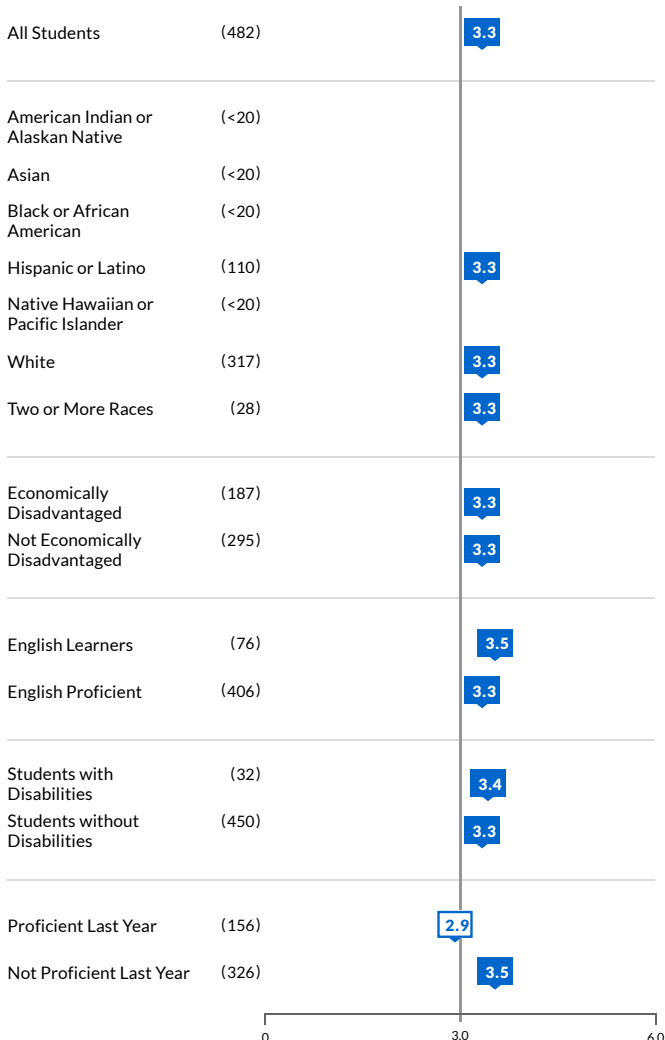 All Students (482) 3.3
American Indian or
Alaskan Native (<20)
Asian (<20)
Black or African
American (<20)
Hispanic or Latino (110) 3.3
Native Hawaiian or
Pacific Islander (<20)
White (317) 3.3
Two or More Races (28) 3.3
Economically
Disadvantaged (187) 3.3
Not Economically
Disadvantaged (295) 3.3
English Learners (76) 3.5
English Proficient (406) 3.3
Students with
Disabilities (32) 3.4
Students without
Disabilities (450) 3.3
Proficient Last Year (156) 2.9
Not Proficient Last Year (326) 3.5
0 3.0 6.0